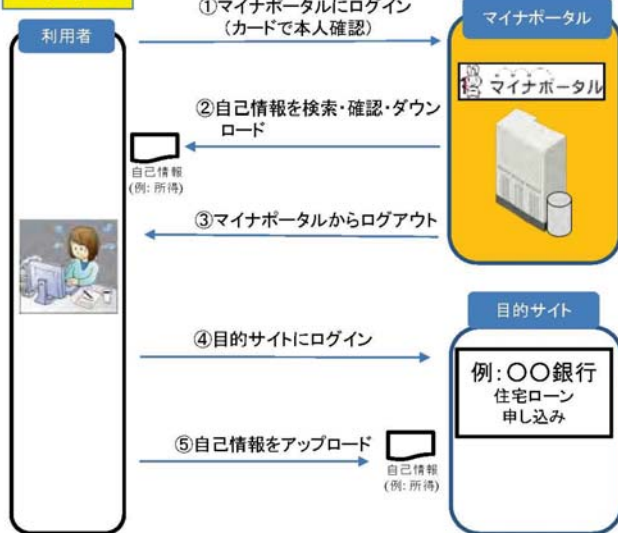 ①マイナポータルにログイン
(カードで本人確認)
利用者
マイナポータル
マイナポータル
②自己情報を検索・確認・ダウン
ロード
自己情報
(例:所得)
③マイナポータルからログアウト
目的サイト
④目的サイトにログイン
例:〇〇銀行
住宅ローン
申し込み
⑤自己情報をアップロード
自己情報
(例:所得)